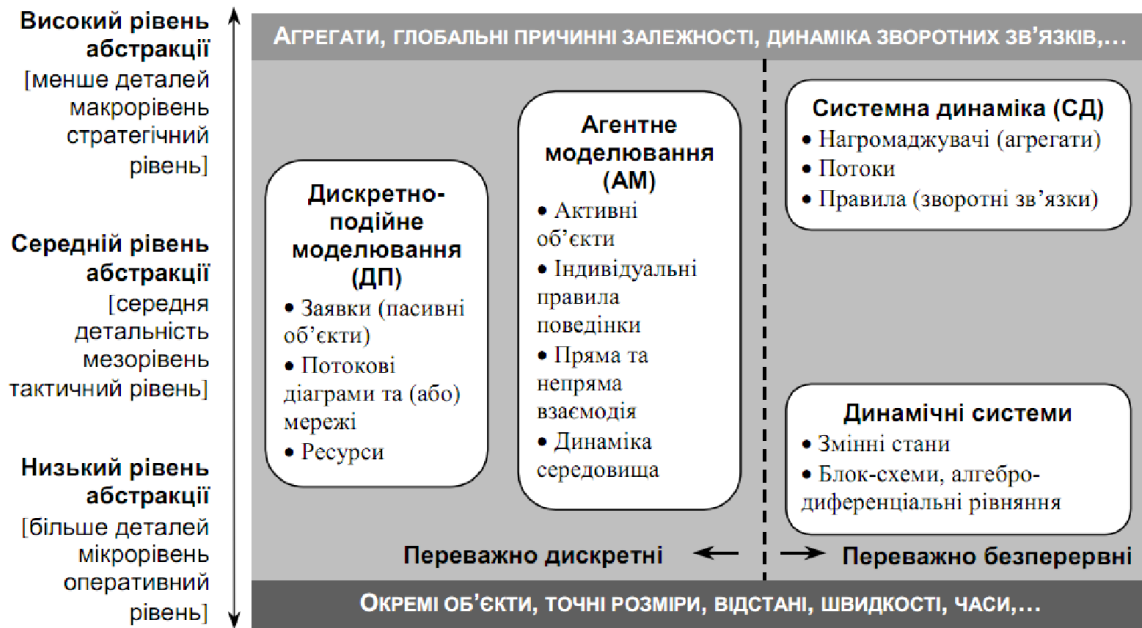 Високий рівень
абстракції
[менше деталей
макрорівень
стратегічний
рівень]
Середній рівень
абстракції
[середня
детальність
мезорівень
тактичний рівень]
Низький рівень
абстракції
[більше деталей
мікрорівень
оперативний
рівень]
АГРЕГАТИ, ГЛОБАЛЬНІ ПРИЧИННІ ЗАЛЕЖНОСТІ, ДИНАМІКА ЗВОРОТНИХ ЗВ’ЯЗКІВ,…
Дискретно-
подійне
моделювання
(ДП)
• Заявки (пасивні
об’єкти)
• Потокові
діаграми та (або)
мережі
• Ресурси
Агентне
моделювання
(АМ)
• Активні
об’єкти
• Індивідуальні
правила
поведінки
• Пряма та
непряма
взаємодія
• Динаміка
середовища
Системна динаміка (СД)
• Нагромаджувачі (агрегати)
• Потоки
• Правила (зворотні зв’язки)
Динамічні системи
• Змінні стани
• Блок-схеми, алгебро-
диференціальні рівняння
Переважно дискретні
Переважно безперервні
ОКРЕМІ ОБ’ЄКТИ, ТОЧНІ РОЗМІРИ, ВІДСТАНІ, ШВИДКОСТІ, ЧАСИ,…